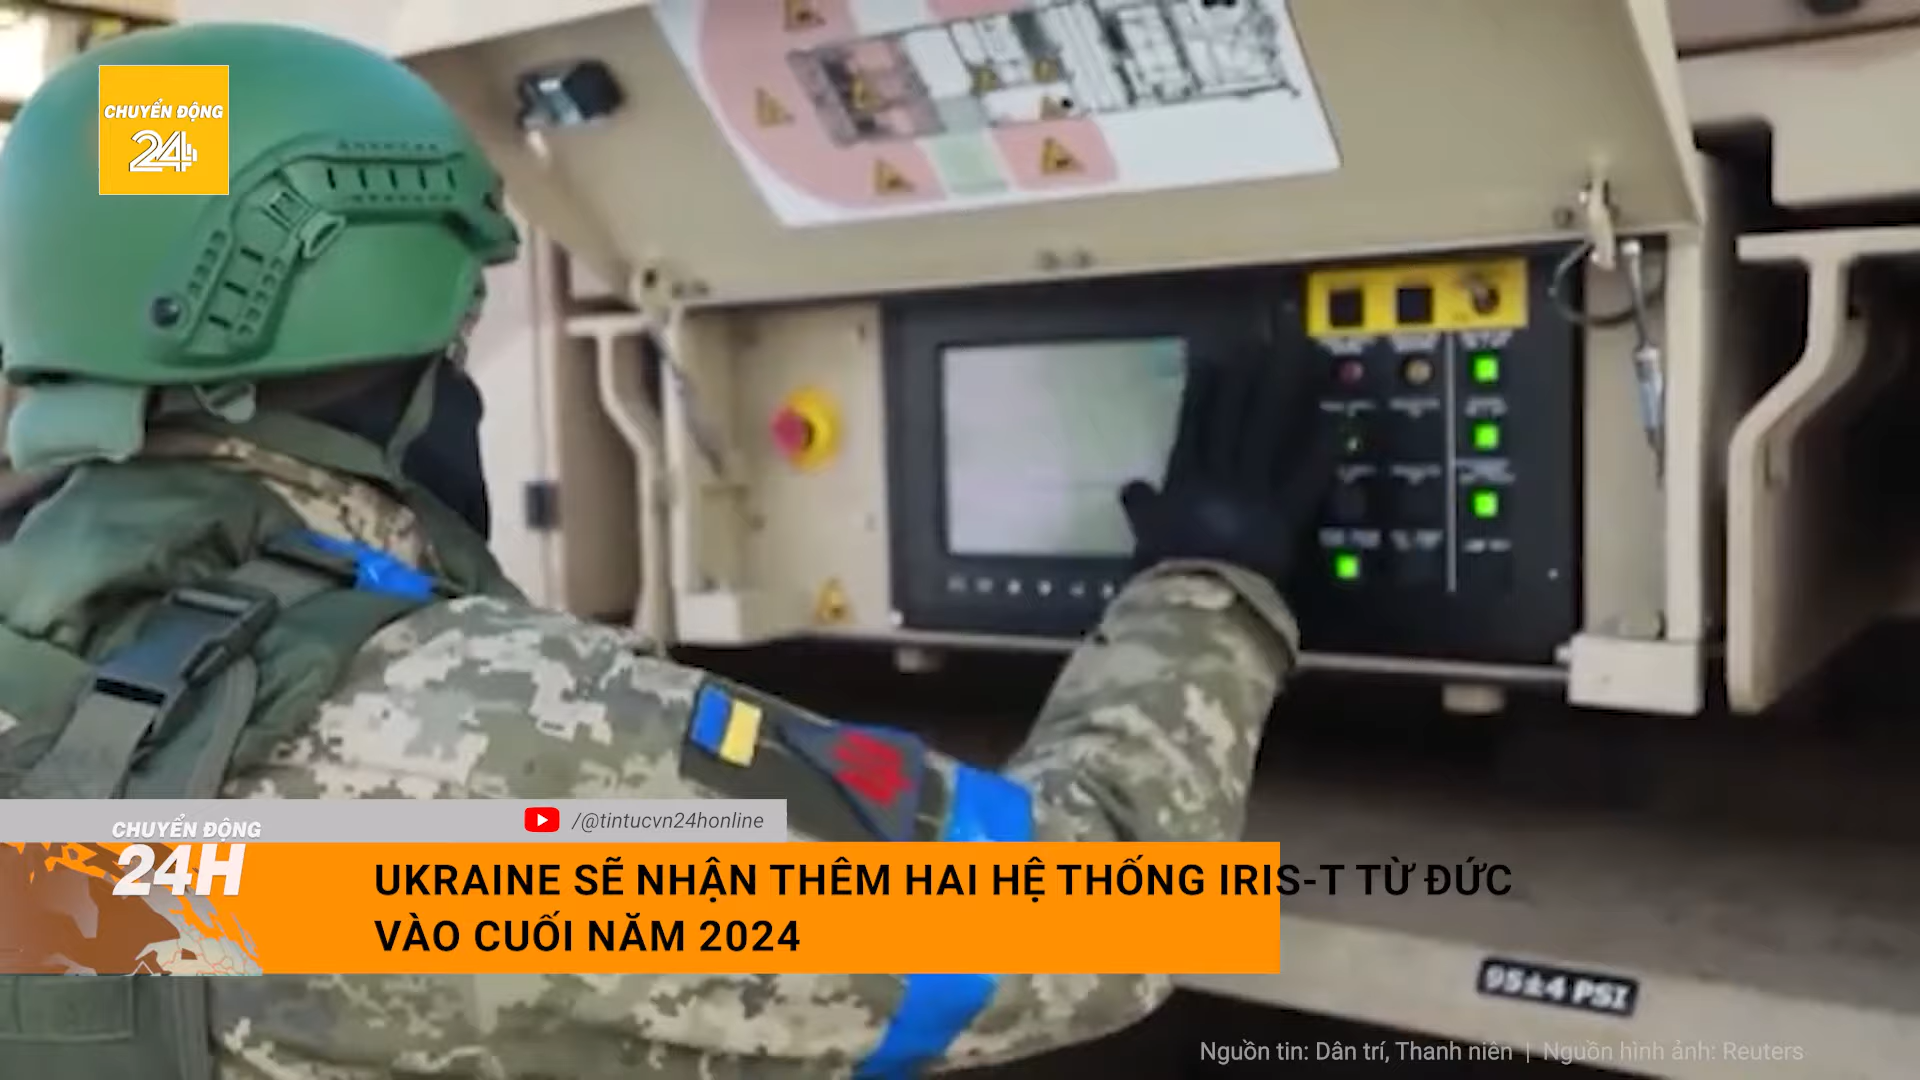 CHUYỂN ĐỘNG
24
CHUYỂN ĐỘNG
24H
/@tintucvn24honline
UKRAINE SẼ NHẬN THÊM HAI HỆ THỐNG IRIS-T TỪ ĐỨC
VÀO CUỐI NĂM 2024
95±4 PSI
Nguồn tin: Dân trí, Thanh niên | Nguồn hình ảnh: Reuters